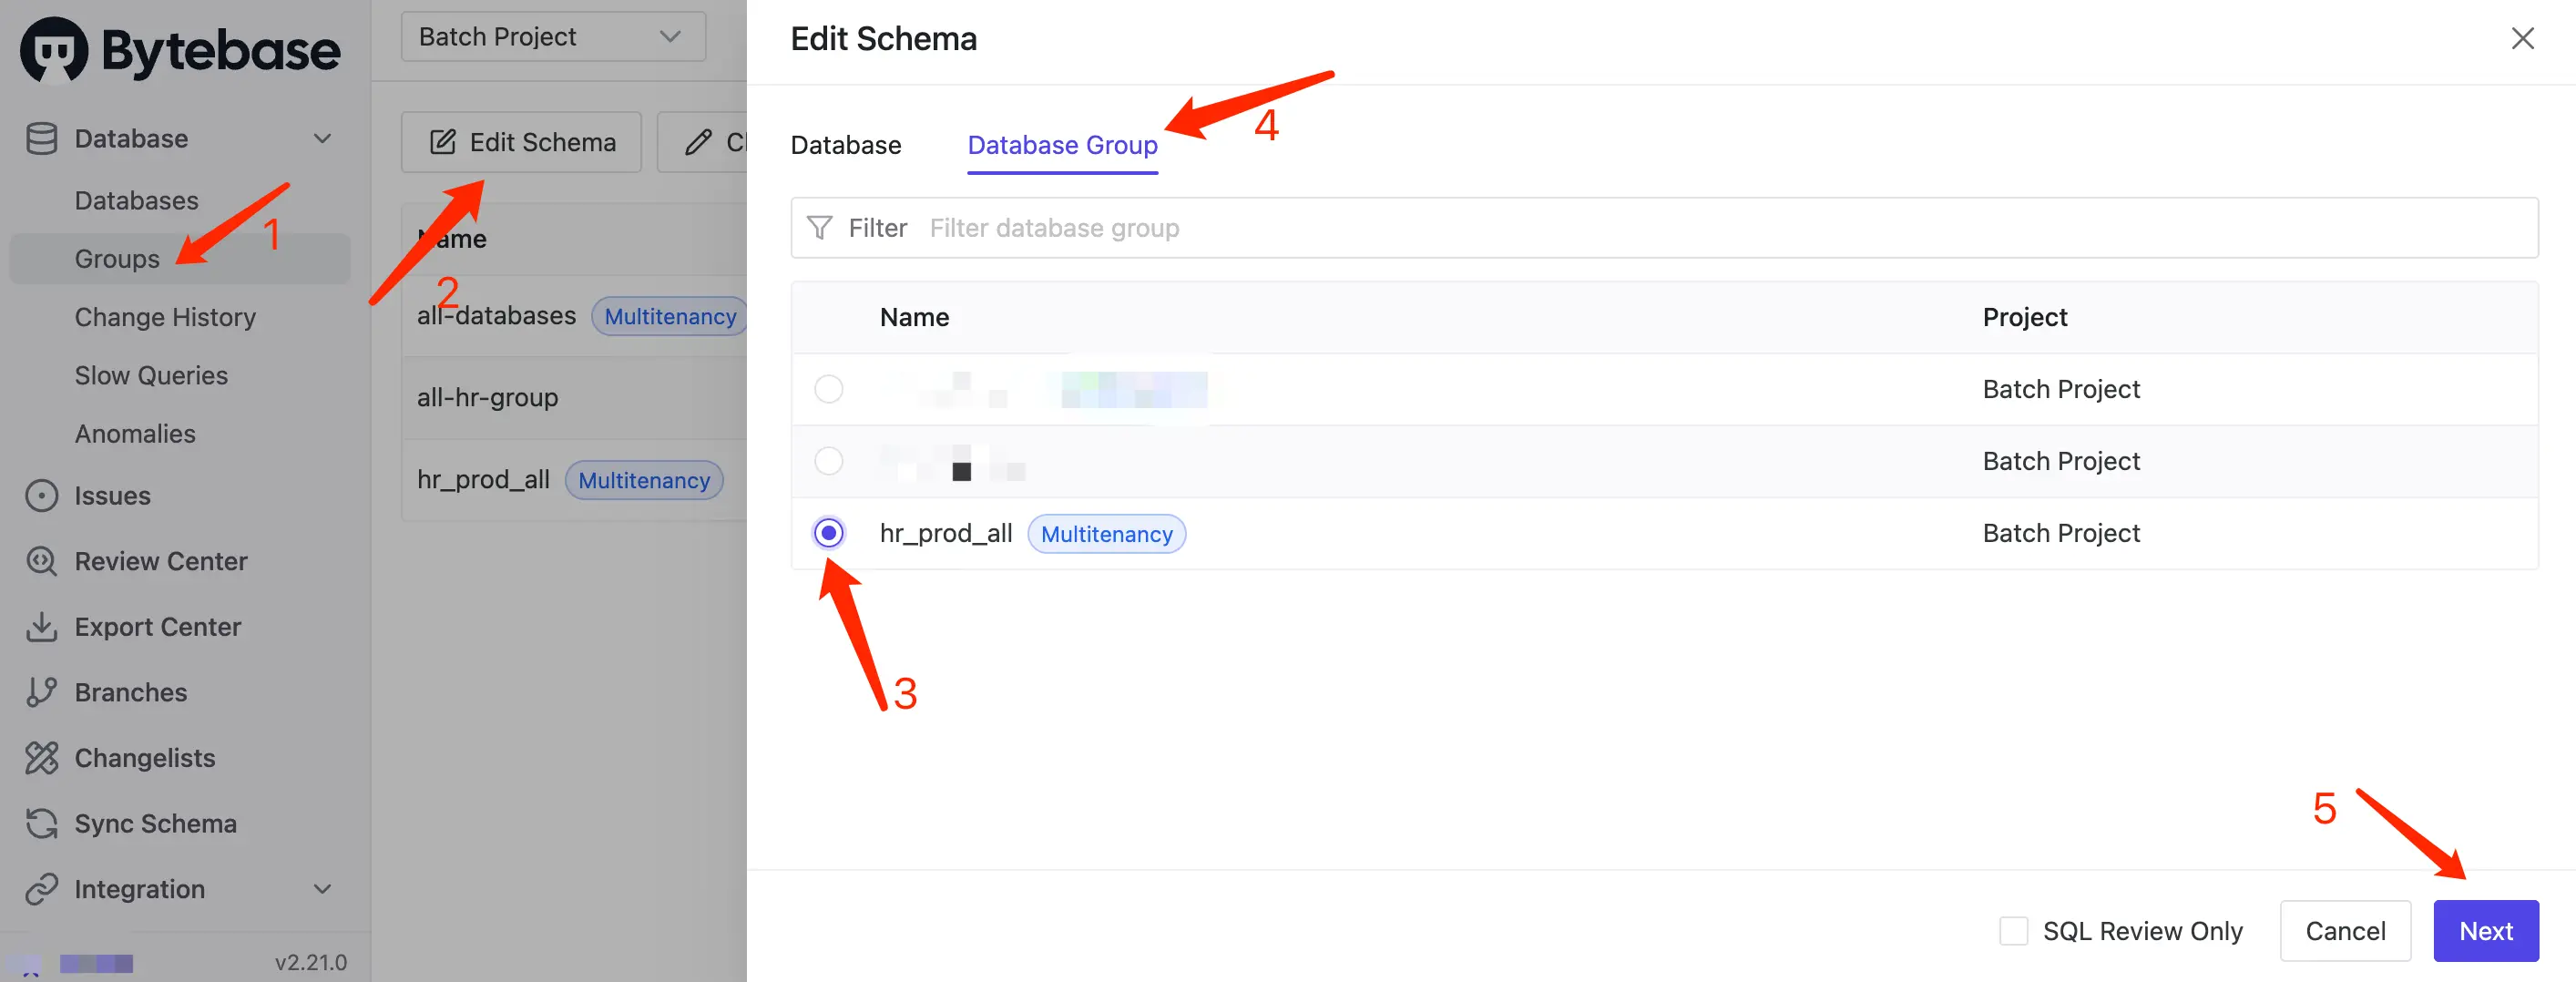 Bytebase
Database
Databases
Groups
Change History
Slow Queries
Anomalies
Issues
Review Center
Export Center
Branches
Changelists
Sync Schema
Integration
v2.21.0
1
Batch Project
Edit Schema
2
Name
all-databases Multitenancy
all-hr-group
hr_prod_all Multitenancy
Edit Schema
Database Database Group
4
Filter Filter database group
Name Project
Batch Project
Batch Project
hr_prod_all Multitenancy Batch Project
3
5
SQL Review Only Cancel Next